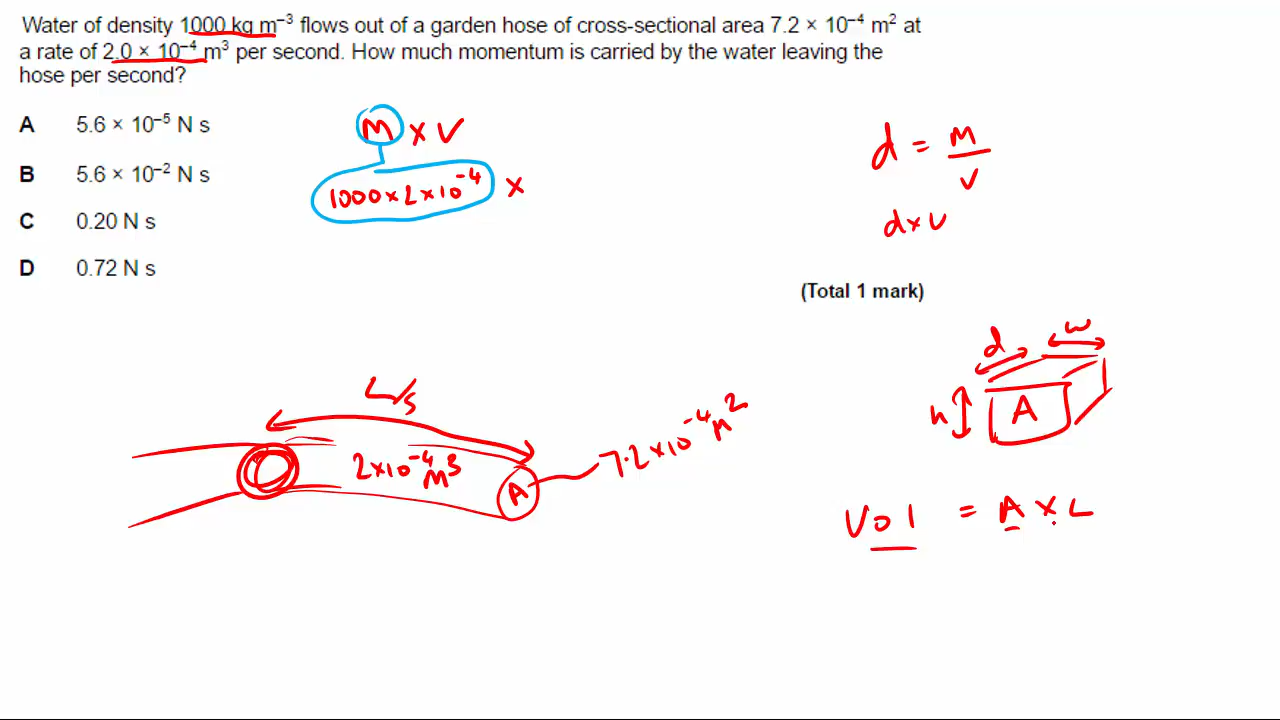 Water of density 1000 kg m⁻³ flows out of a garden hose of cross-sectional area 7.2 × 10⁻⁴ m² at
a rate of 2.0 × 10⁻⁴ m³ per second. How much momentum is carried by the water leaving the
hose per second?
A 5.6 × 10⁻⁵ N s
B 5.6 × 10⁻² N s
C 0.20 N s
D 0.72 N s
M × V
1000 × 2 × 10⁻⁴ ×
d = M / V
d × V
(Total 1 mark)
d w
h A
L/s
2×10⁻⁴ M³ A 7.2×10⁻⁴ M²
Vol = A × L